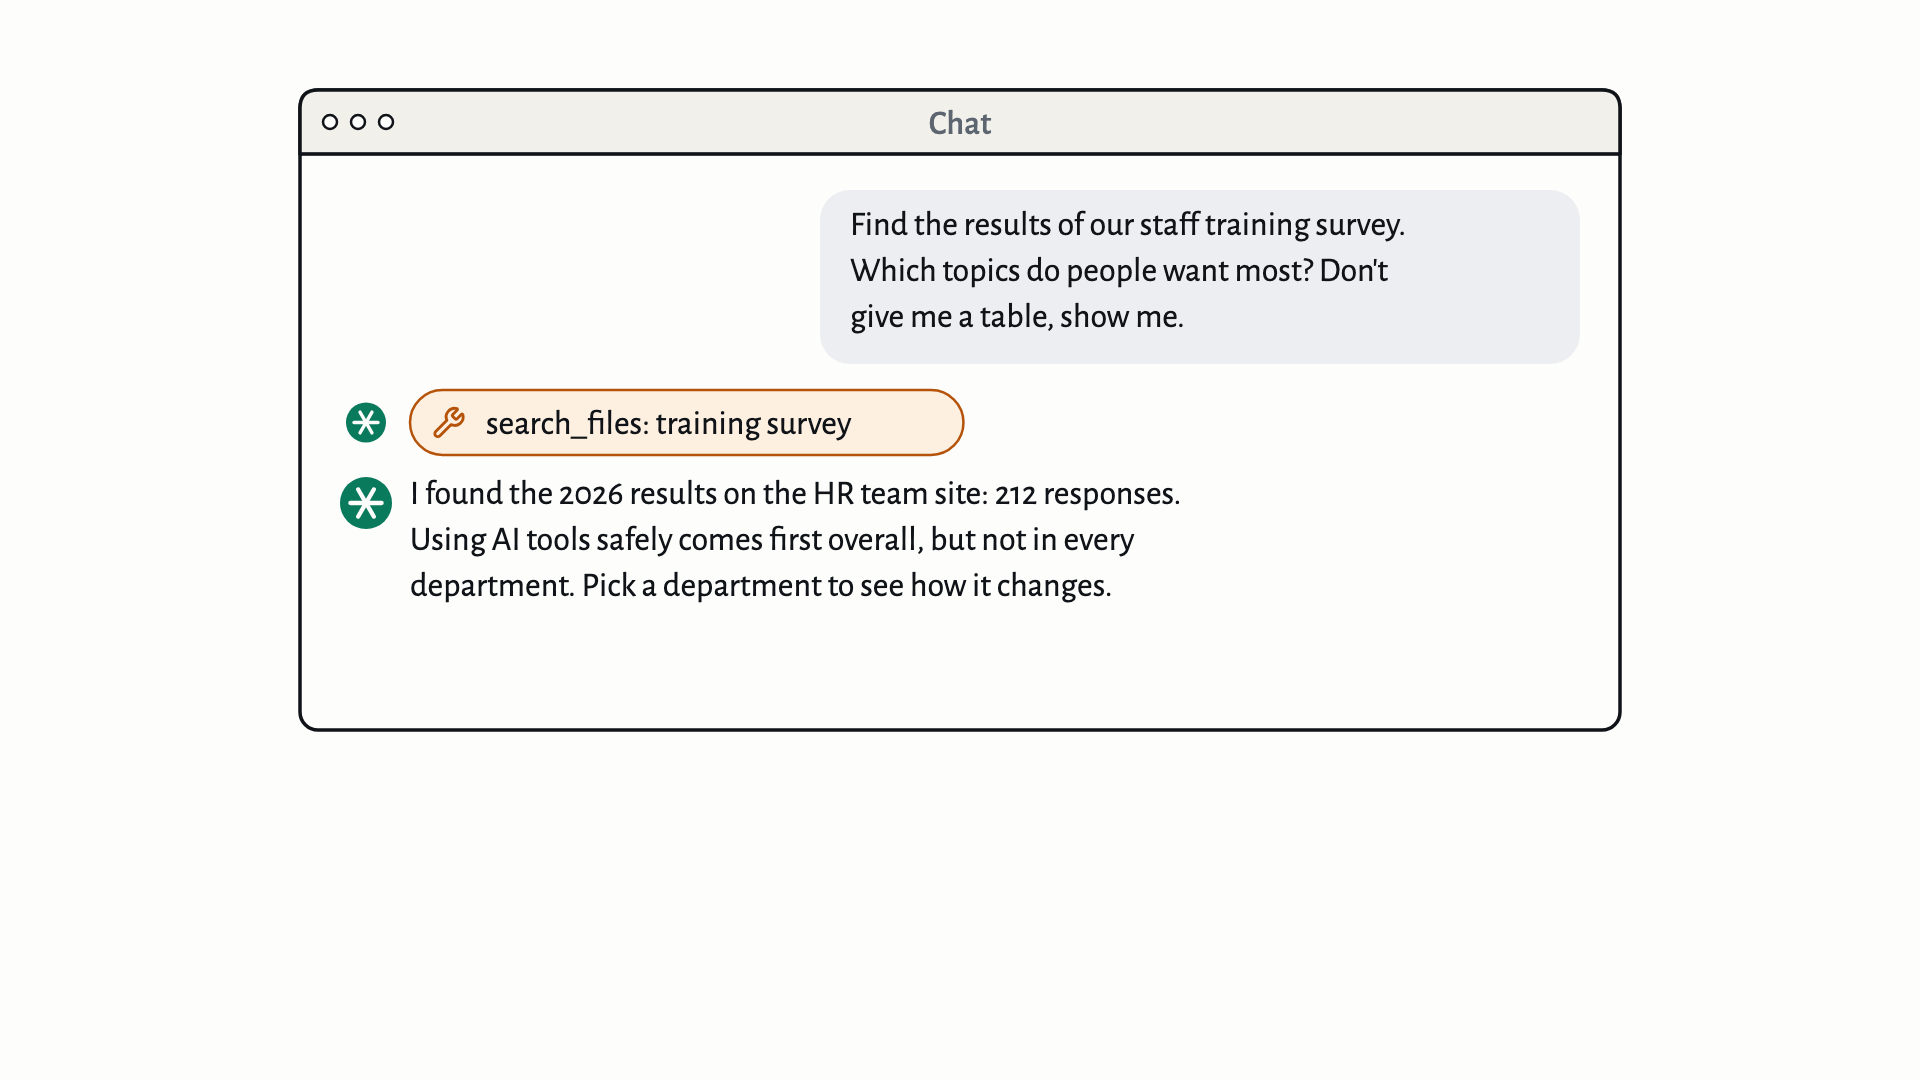 Chat
Find the results of our staff training survey.
Which topics do people want most? Don't
give me a table, show me.
search_files: training survey
I found the 2026 results on the HR team site: 212 responses.
Using AI tools safely comes first overall, but not in every
department. Pick a department to see how it changes.